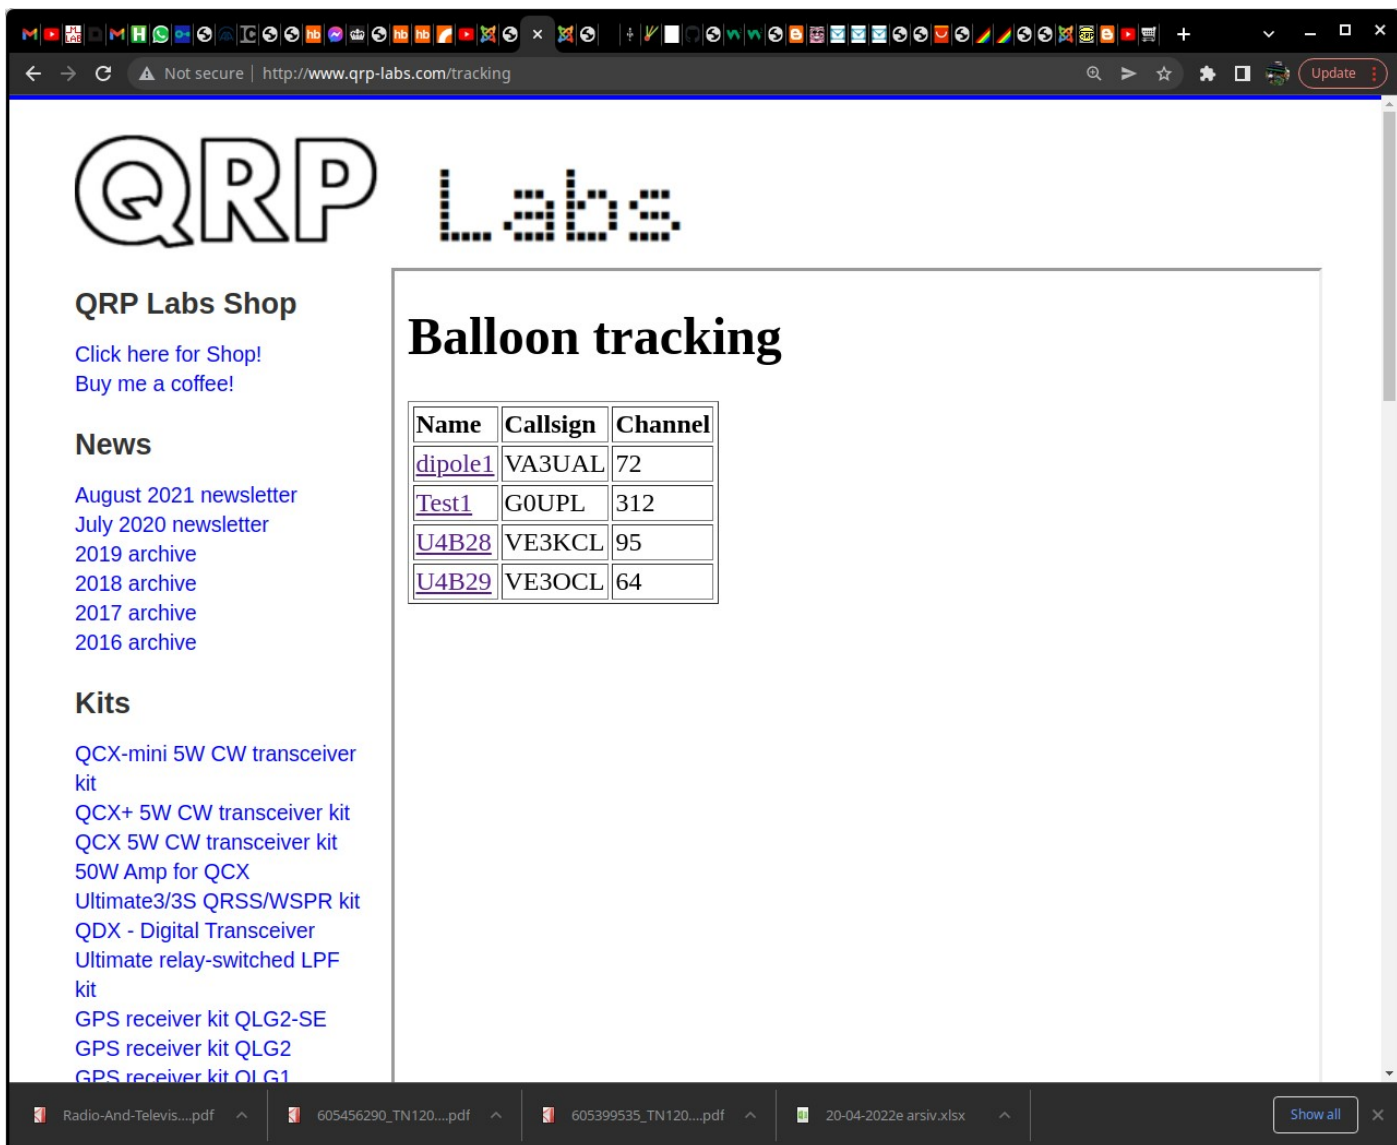 Not secure | http://www.qrp-labs.com/tracking
Update
QRP Labs
QRP Labs Shop
Click here for Shop!
Buy me a coffee!
News
August 2021 newsletter
July 2020 newsletter
2019 archive
2018 archive
2017 archive
2016 archive
Kits
QCX-mini 5W CW transceiver
kit
QCX+ 5W CW transceiver kit
QCX 5W CW transceiver kit
50W Amp for QCX
Ultimate3/3S QRSS/WSPR kit
QDX - Digital Transceiver
Ultimate relay-switched LPF
kit
GPS receiver kit QLG2-SE
GPS receiver kit QLG2
GPS receiver kit QLG1
Balloon tracking
Name Callsign Channel
dipole1 VA3UAL 72
Test1 G0UPL 312
U4B28 VE3KCL 95
U4B29 VE3OCL 64
Radio-And-Televis....pdf
605456290_TN120....pdf
605399535_TN120....pdf
20-04-2022e arsiv.xlsx
Show all